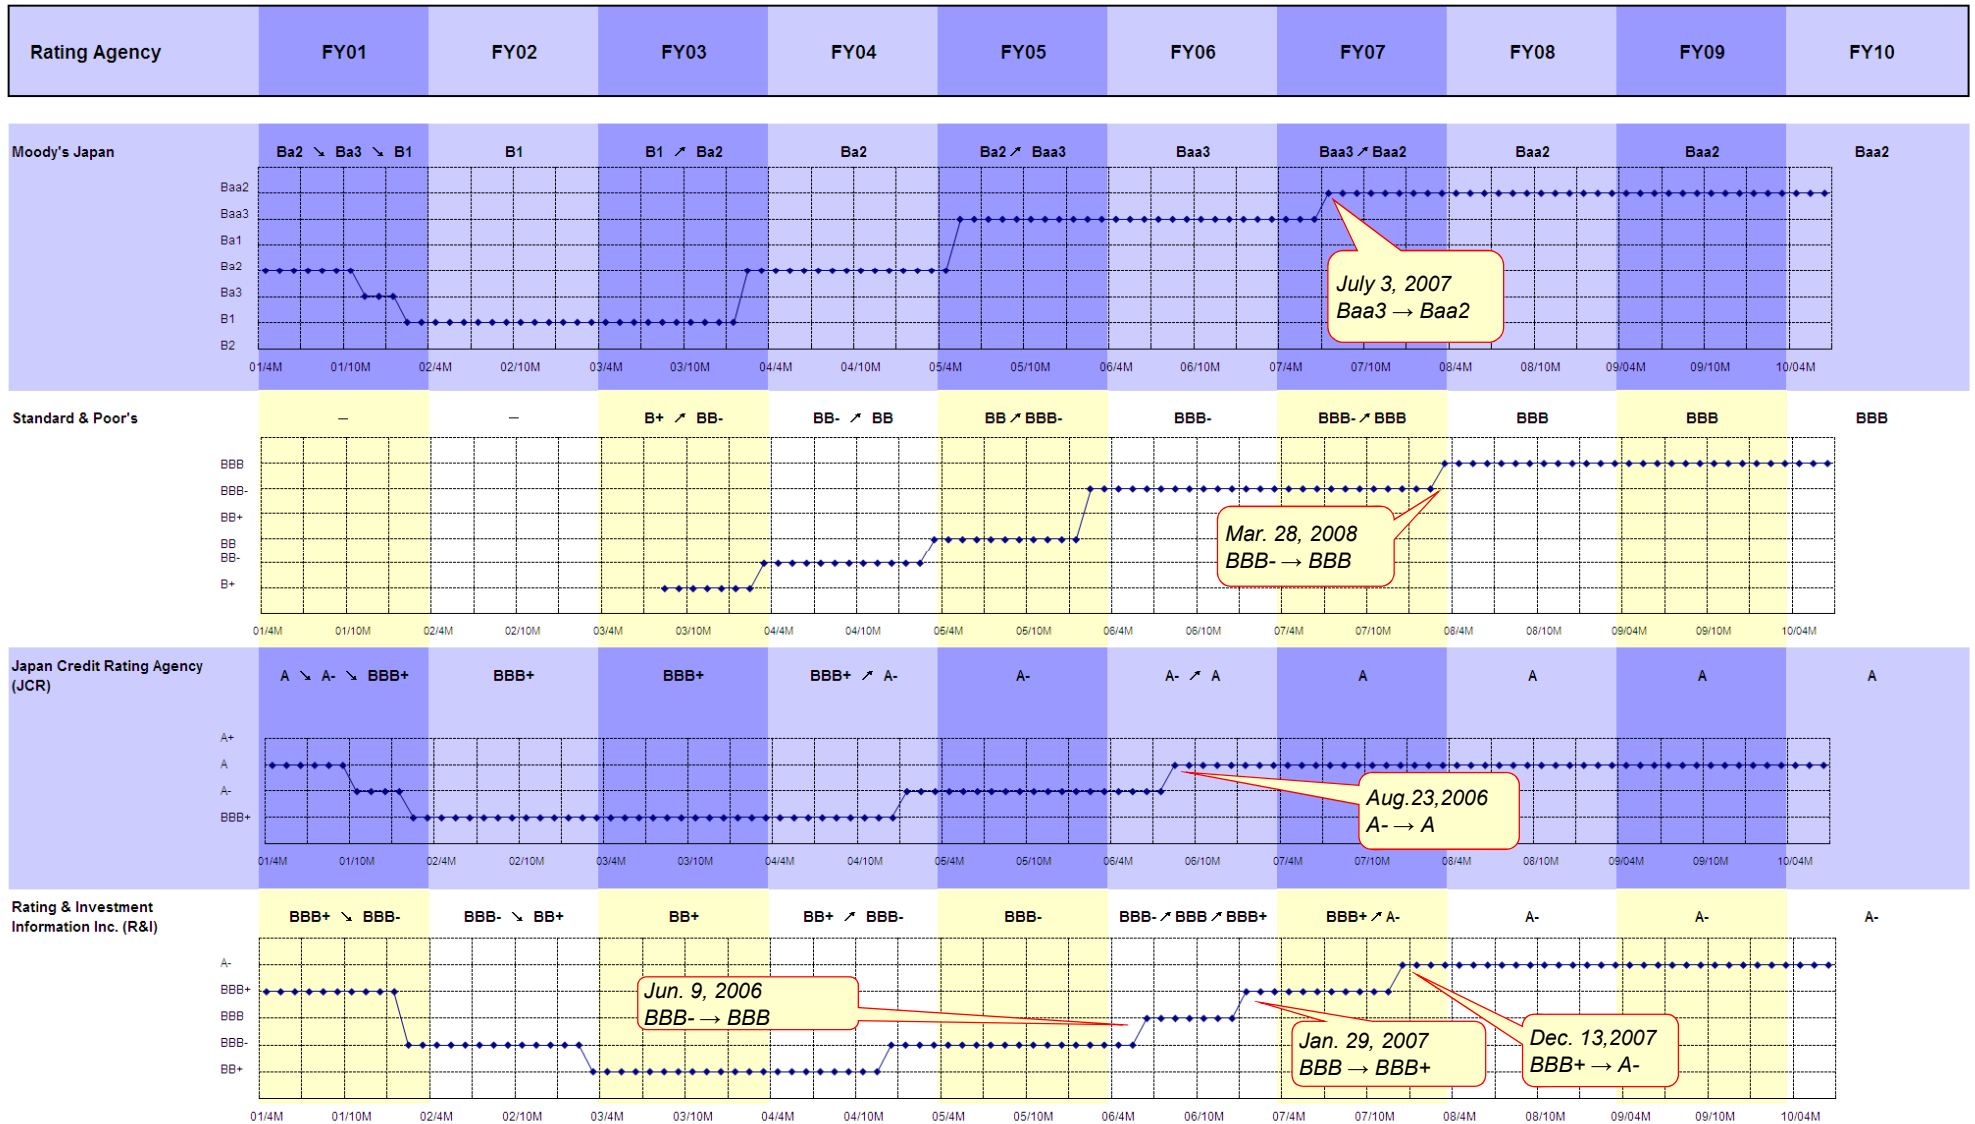 Rating Agency FY01 FY02 FY03 FY04 FY05 FY06 FY07 FY08 FY09 FY10
Moody's Japan Ba2 ↘ Ba3 ↘ B1 B1 B1 ↗ Ba2 Ba2 Ba2 ↗ Baa3 Baa3 Baa3 ↗ Baa2 Baa2 Baa2 Baa2
Baa2
Baa3
Ba1
Ba2
Ba3
B1
B2
July 3, 2007
Baa3 → Baa2
01/4M 01/10M 02/4M 02/10M 03/4M 03/10M 04/4M 04/10M 05/4M 05/10M 06/4M 06/10M 07/4M 07/10M 08/4M 08/10M 09/04M 09/10M 10/04M
Standard & Poor's – – B+ ↗ BB- BB- ↗ BB BB ↗ BBB- BBB- BBB- ↗ BBB BBB BBB BBB
BBB
BBB-
BB+
BB
BB-
B+
Mar. 28, 2008
BBB- → BBB
01/4M 01/10M 02/4M 02/10M 03/4M 03/10M 04/4M 04/10M 05/4M 05/10M 06/4M 06/10M 07/4M 07/10M 08/4M 08/10M 09/04M 09/10M 10/04M
Japan Credit Rating Agency
(JCR)
A ↘ A- ↘ BBB+ BBB+ BBB+ BBB+ ↗ A- A- A- ↗ A A A A A
A+
A
A-
BBB+
Aug.23,2006
A- → A
01/4M 01/10M 02/4M 02/10M 03/4M 03/10M 04/4M 04/10M 05/4M 05/10M 06/4M 06/10M 07/4M 07/10M 08/4M 08/10M 09/04M 09/10M 10/04M
Rating & Investment
Information Inc. (R&I)
BBB+ ↘ BBB- BBB- ↘ BB+ BB+ BB+ ↗ BBB- BBB- BBB- ↗ BBB ↗ BBB+ BBB+ ↗ A- A- A- A-
A-
BBB+
BBB
BBB-
BB+
Jun. 9, 2006
BBB- → BBB
Jan. 29, 2007
BBB → BBB+
Dec. 13,2007
BBB+ → A-
01/4M 01/10M 02/4M 02/10M 03/4M 03/10M 04/4M 04/10M 05/4M 05/10M 06/4M 06/10M 07/4M 07/10M 08/4M 08/10M 09/04M 09/10M 10/04M